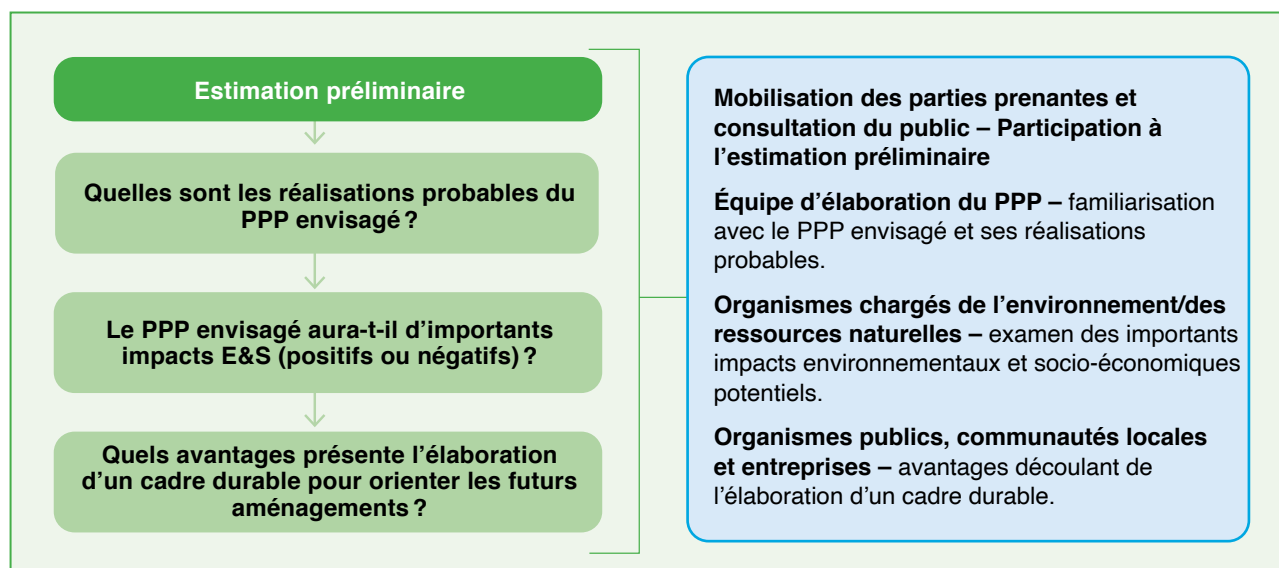 Estimation préliminaire
Quelles sont les réalisations probables du
PPP envisagé ?
Le PPP envisagé aura-t-il d’importants
impacts E&S (positifs ou négatifs) ?
Quels avantages présente l’élaboration
d’un cadre durable pour orienter les futurs
aménagements ?
Mobilisation des parties prenantes et
consultation du public – Participation à
l’estimation préliminaire
Équipe d’élaboration du PPP – familiarisation
avec le PPP envisagé et ses réalisations
probables.
Organismes chargés de l’environnement/des
ressources naturelles – examen des importants
impacts environnementaux et socio-économiques
potentiels.
Organismes publics, communautés locales
et entreprises – avantages découlant de
l’élaboration d’un cadre durable.